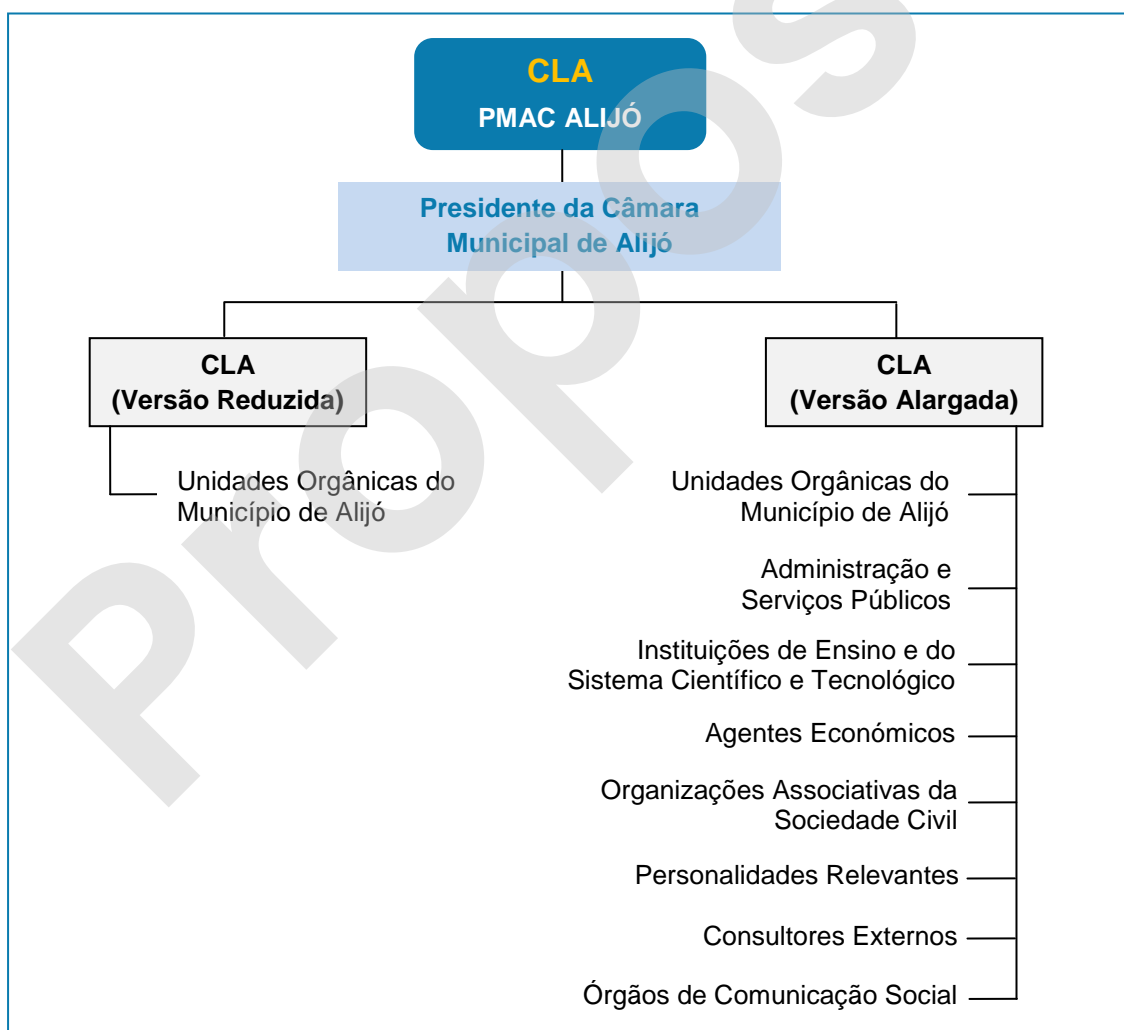 CLA
PMAC ALIJÓ
Presidente da Câmara
Municipal de Alijó
CLA
(Versão Reduzida)
Unidades Orgânicas do
Município de Alijó
CLA
(Versão Alargada)
Unidades Orgânicas do
Município de Alijó
Administração e
Serviços Públicos
Instituições de Ensino e do
Sistema Científico e Tecnológico
Agentes Económicos
Organizações Associativas da
Sociedade Civil
Personalidades Relevantes
Consultores Externos
Órgãos de Comunicação Social
Propos